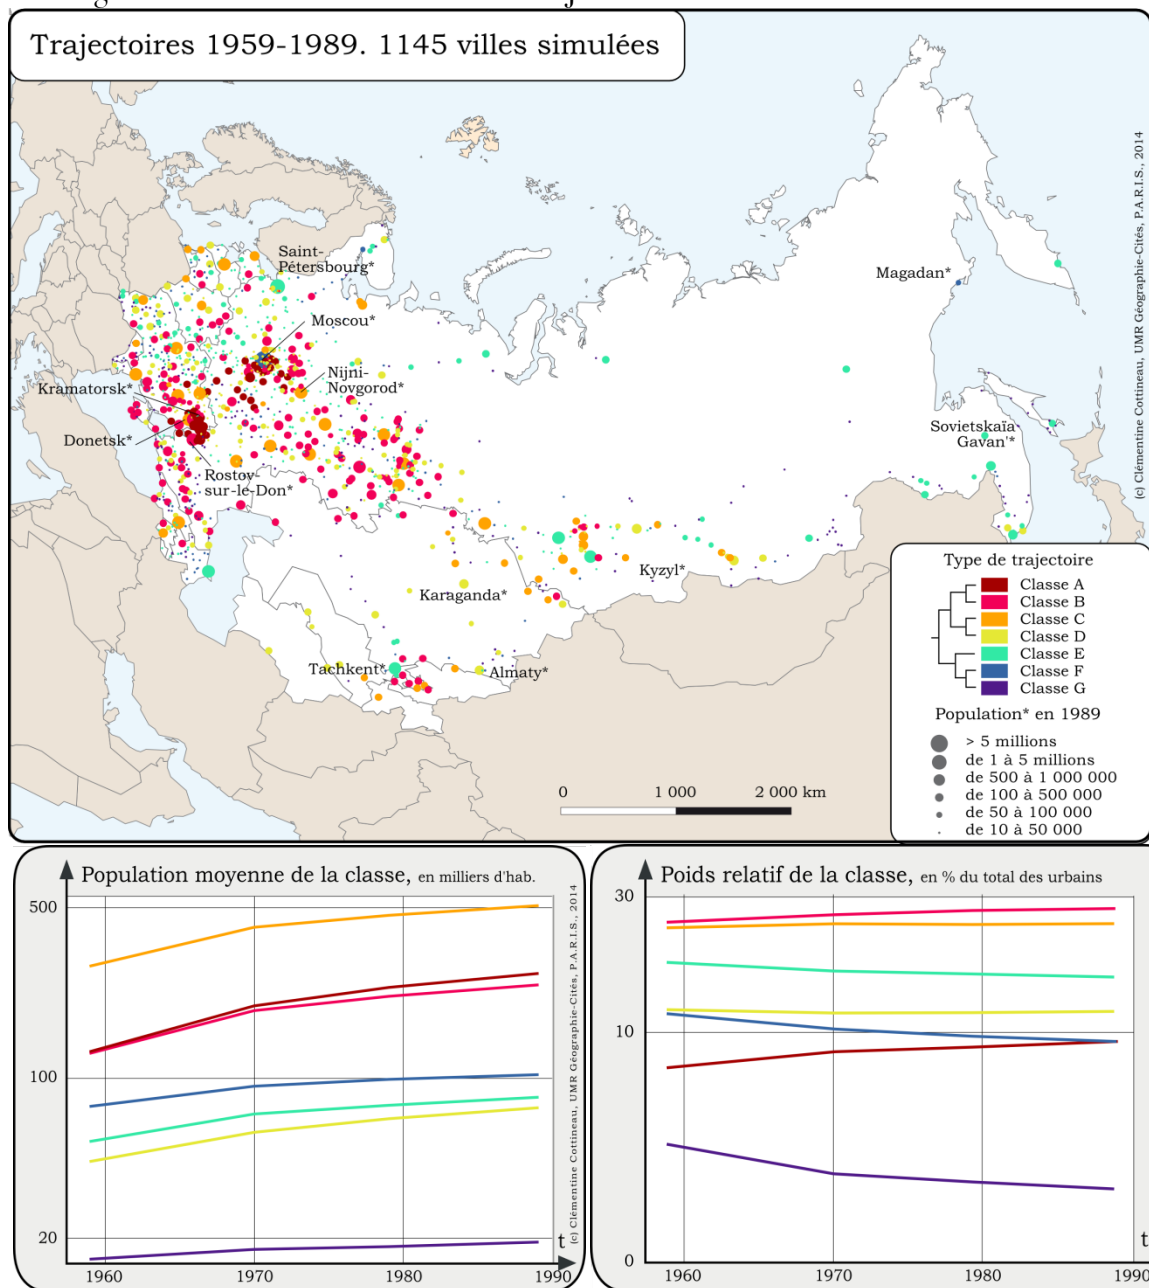 Trajectoires 1959-1989. 1145 villes simulées
(c) Clémentine Cottineau, UMR Géographie-Cités, P.A.R.I.S., 2014
Saint-
Pétersbourg*
Magadan*
Moscou*
Nijni-
Novgorod*
Kramatorsk*
Donetsk*
Sovietskaïa-
Gavan'*
Rostov-
sur-le-Don*
Kyzyl*
Karaganda*
Tachkent*
Almaty*
Type de trajectoire
Classe A
Classe B
Classe C
Classe D
Classe E
Classe F
Classe G
Population* en 1989
> 5 millions
de 1 à 5 millions
de 500 à 1 000 000
de 100 à 500 000
de 50 à 100 000
de 10 à 50 000
0 1 000 2 000 km
Population moyenne de la classe, en milliers d'hab.
500
100
20
t
1960 1970 1980 1990
(c) Clémentine Cottineau, UMR Géographie-Cités, P.A.R.I.S., 2014
Poids relatif de la classe, en % du total des urbains
30
10
0
t
1960 1970 1980 1990